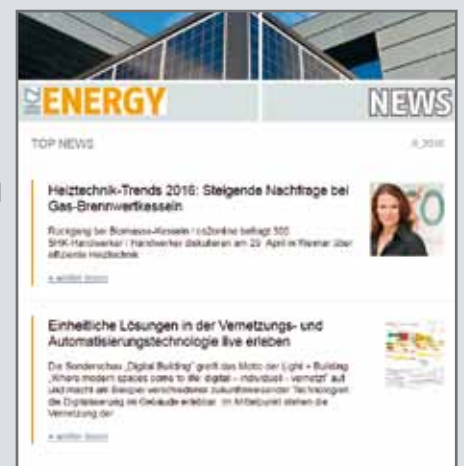 IKZ ENERGY NEWS
TOP NEWS
Heiztechnik-Trends 2016: Steigende Nachfrage bei
Gas-Brennwertkesseln
Rückgang bei Biomasse-Kesseln / co2online befragt 500
SHK-Handwerker / Handwerker diskutieren am 29. April in Weimar über
effiziente Heiztechnik
» weiter lesen
Einheitliche Lösungen in der Vernetzungs- und
Automatisierungstechnologie live erleben
Die Sonderschau „Digital Building" greift das Motto der Light + Building
„Where modern spaces come to life: digital – individuell – vernetzt" auf
und macht am Beispiel verschiedener zukunftsweisender Technologien
die Digitalisierung im Gebäude erlebbar. Im Mittelpunkt stehen die
Vernetzung der
» weiter lesen